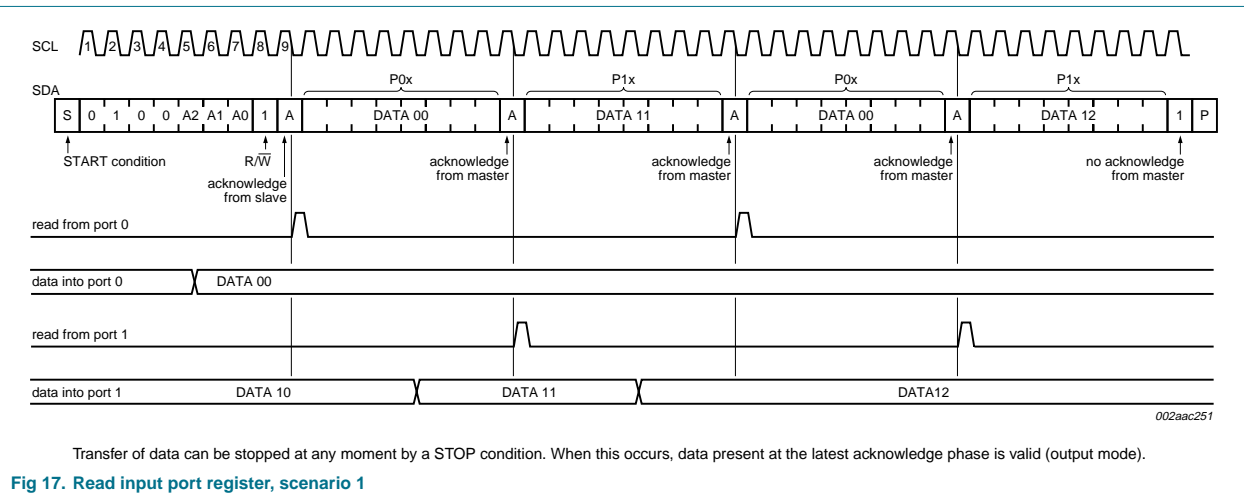 SCL 1 2 3 4 5 6 7 8 9
P0x P1x P0x P1x
SDA
S 0 1 0 0 A2 A1 A0 1 A DATA 00 A DATA 11 A DATA 00 A DATA 12 1 P
START condition R/W̅ acknowledge from slave acknowledge from master acknowledge from master acknowledge from master no acknowledge from master
read from port 0
data into port 0 DATA 00
read from port 1
data into port 1 DATA 10 DATA 11 DATA12
002aac251
Transfer of data can be stopped at any moment by a STOP condition. When this occurs, data present at the latest acknowledge phase is valid (output mode).
Fig 17. Read input port register, scenario 1